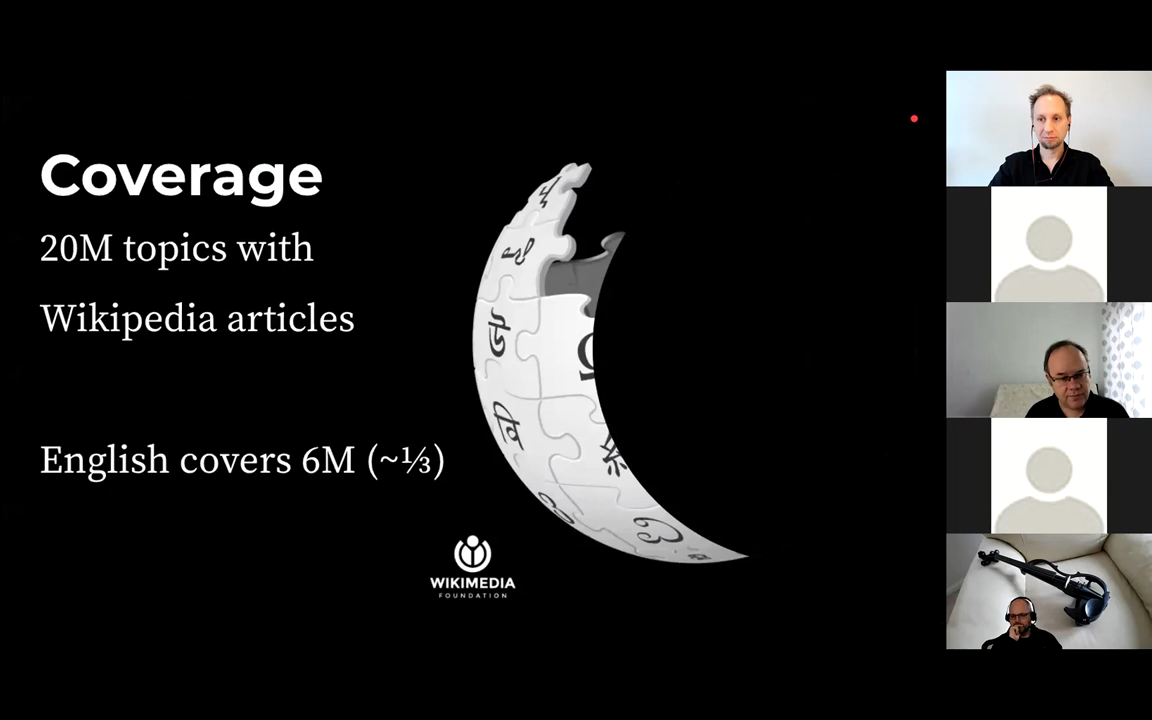 Coverage
20M topics with
Wikipedia articles
English covers 6M (~⅓)
WIKIMEDIA
FOUNDATION